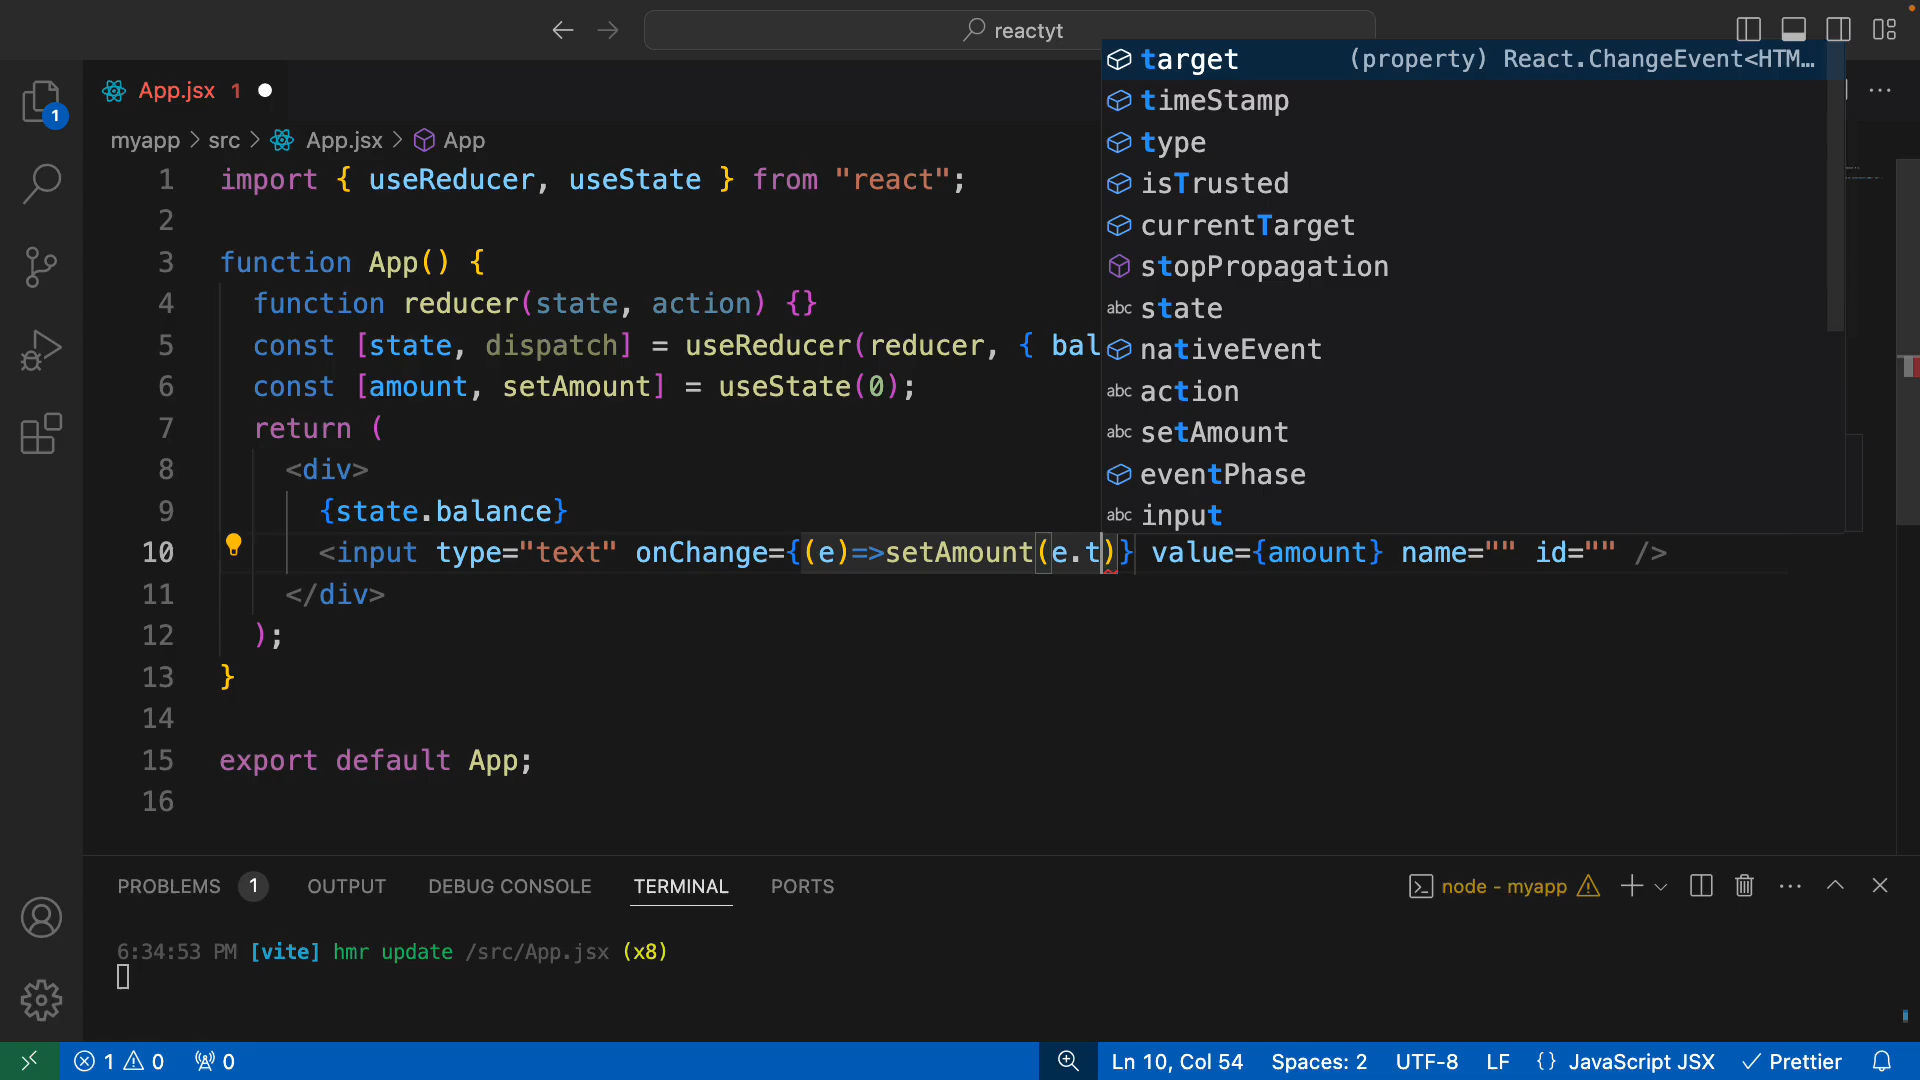 reactyt
App.jsx 1
myapp > src > App.jsx > App
1 import { useReducer, useState } from "react";
2
3 function App() {
4 function reducer(state, action) {}
5 const [state, dispatch] = useReducer(reducer, { bal
6 const [amount, setAmount] = useState(0);
7 return (
8 <div>
9 {state.balance}
10 <input type="text" onChange={(e)=>setAmount(e.t)} value={amount} name="" id="" />
11 </div>
12 );
13 }
14
15 export default App;
16
target (property) React.ChangeEvent<HTM…
timeStamp
type
isTrusted
currentTarget
stopPropagation
abc state
nativeEvent
abc action
abc setAmount
eventPhase
abc input
1
PROBLEMS 1 OUTPUT DEBUG CONSOLE TERMINAL PORTS
node - myapp
6:34:53 PM [vite] hmr update /src/App.jsx (x8)
1 0 0
Ln 10, Col 54 Spaces: 2 UTF-8 LF {} JavaScript JSX Prettier